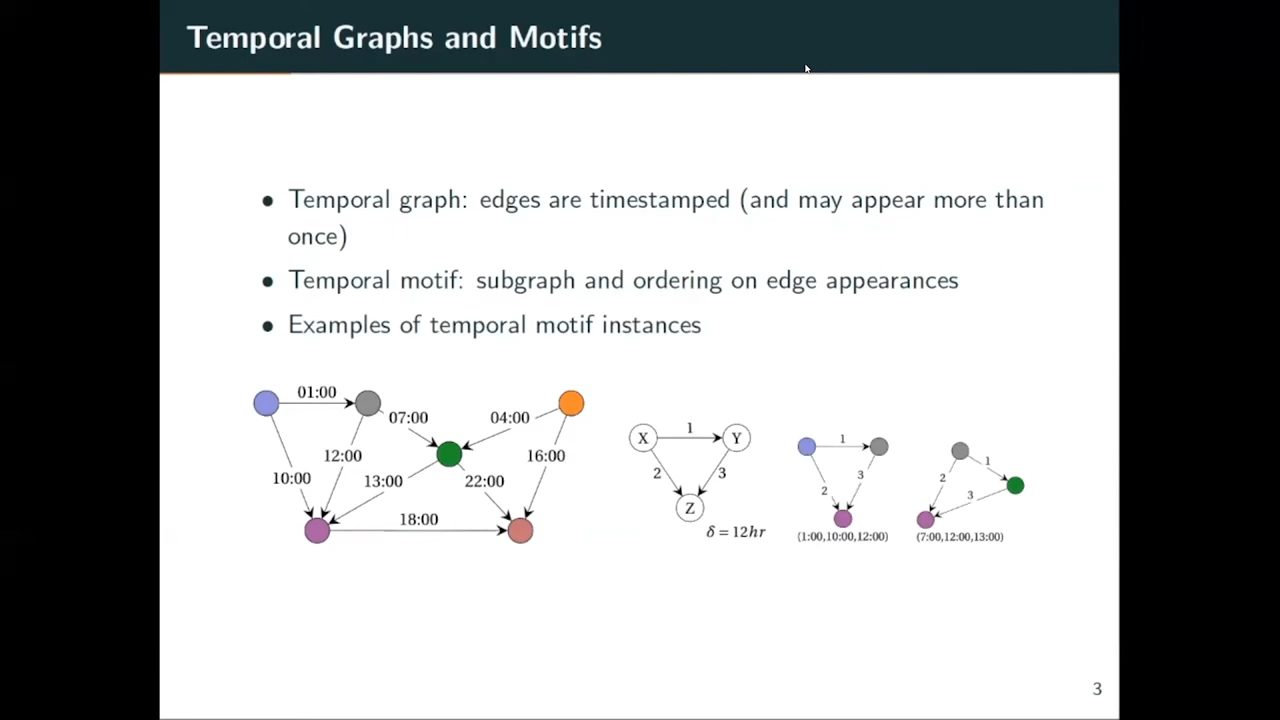 Temporal Graphs and Motifs
• Temporal graph: edges are timestamped (and may appear more than
once)
• Temporal motif: subgraph and ordering on edge appearances
• Examples of temporal motif instances
01:00
07:00
04:00
12:00
16:00
10:00
13:00
22:00
18:00
X
1
Y
2
3
Z
δ = 12hr
1
2
3
(1:00,10:00,12:00)
1
2
3
(7:00,12:00,13:00)
3